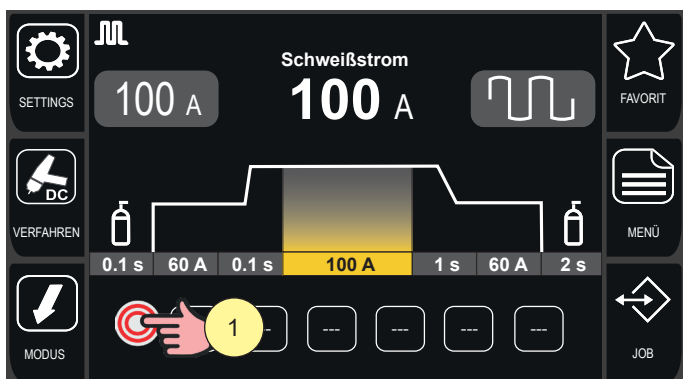 SETTINGS
VERFAHREN
DC
MODUS
Schweißstrom
100 A
100 A
0.1 s 60 A 0.1 s 100 A 1 s 60 A 2 s
1
--- --- --- ---
FAVORIT
MENÜ
JOB